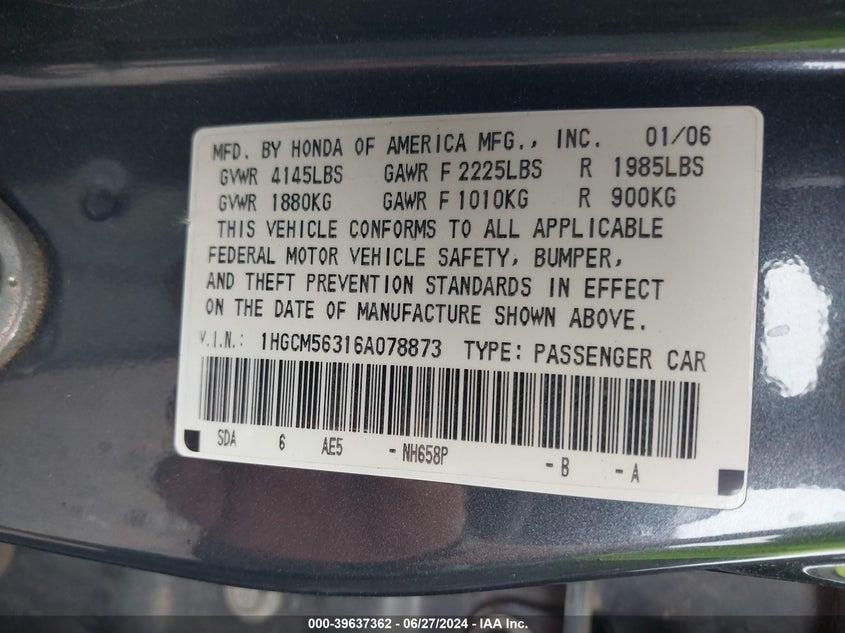 MFD. BY HONDA OF AMERICA MFG., INC. 01/06
GVWR 4145LBS GAWR F 2225LBS R 1985LBS
GVWR 1880KG GAWR F 1010KG R 900KG
THIS VEHICLE CONFORMS TO ALL APPLICABLE
FEDERAL MOTOR VEHICLE SAFETY, BUMPER,
AND THEFT PREVENTION STANDARDS IN EFFECT
ON THE DATE OF MANUFACTURE SHOWN ABOVE.
V.I.N.: 1HGCM56316A078873 TYPE: PASSENGER CAR
SDA 6 AE5 - NH658P - B - A
000-39637362 - 06/27/2024 - IAA Inc.